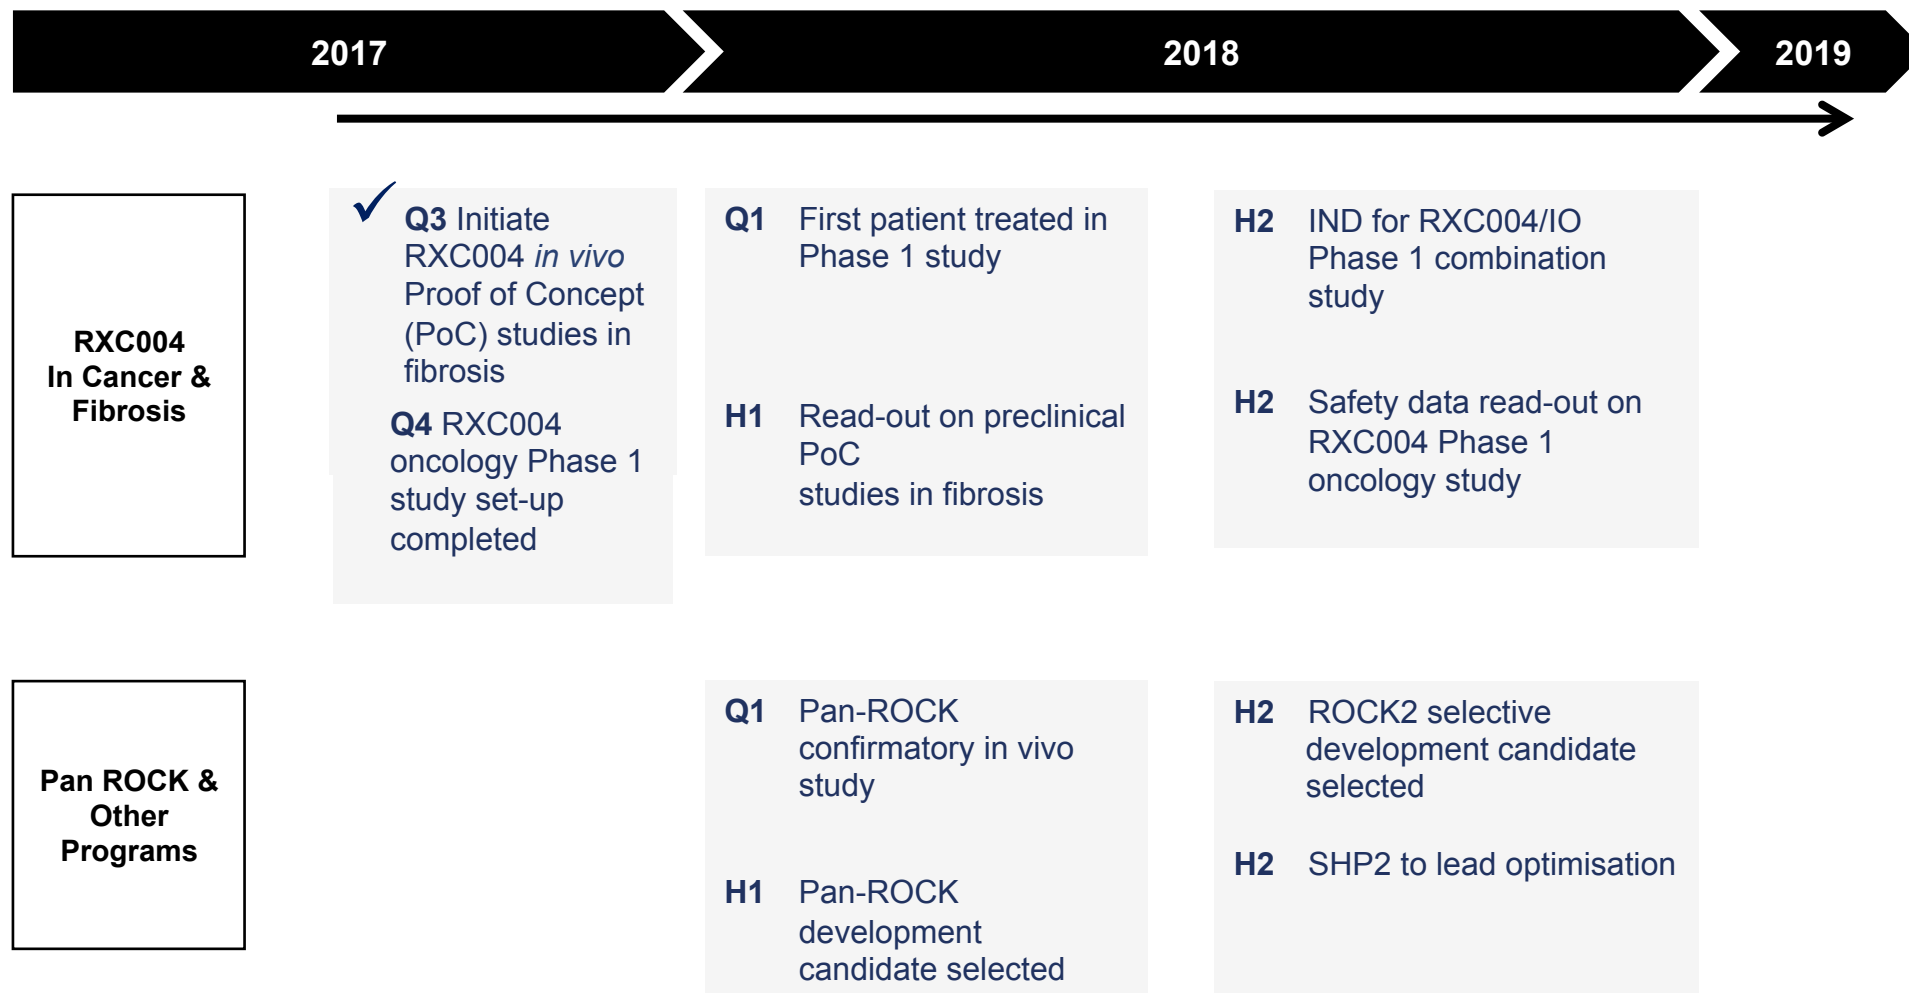 2017
2018
2019
RXC004
In Cancer &
Fibrosis
Q3 Initiate
RXC004 in vivo
Proof of Concept
(PoC) studies in
fibrosis
Q4 RXC004
oncology Phase 1
study set-up
completed
Q1 First patient treated in
Phase 1 study
H1 Read-out on preclinical
PoC
studies in fibrosis
H2 IND for RXC004/IO
Phase 1 combination
study
H2 Safety data read-out on
RXC004 Phase 1
oncology study
Pan ROCK &
Other
Programs
Q1 Pan-ROCK
confirmatory in vivo
study
H1 Pan-ROCK
development
candidate selected
H2 ROCK2 selective
development candidate
selected
H2 SHP2 to lead optimisation